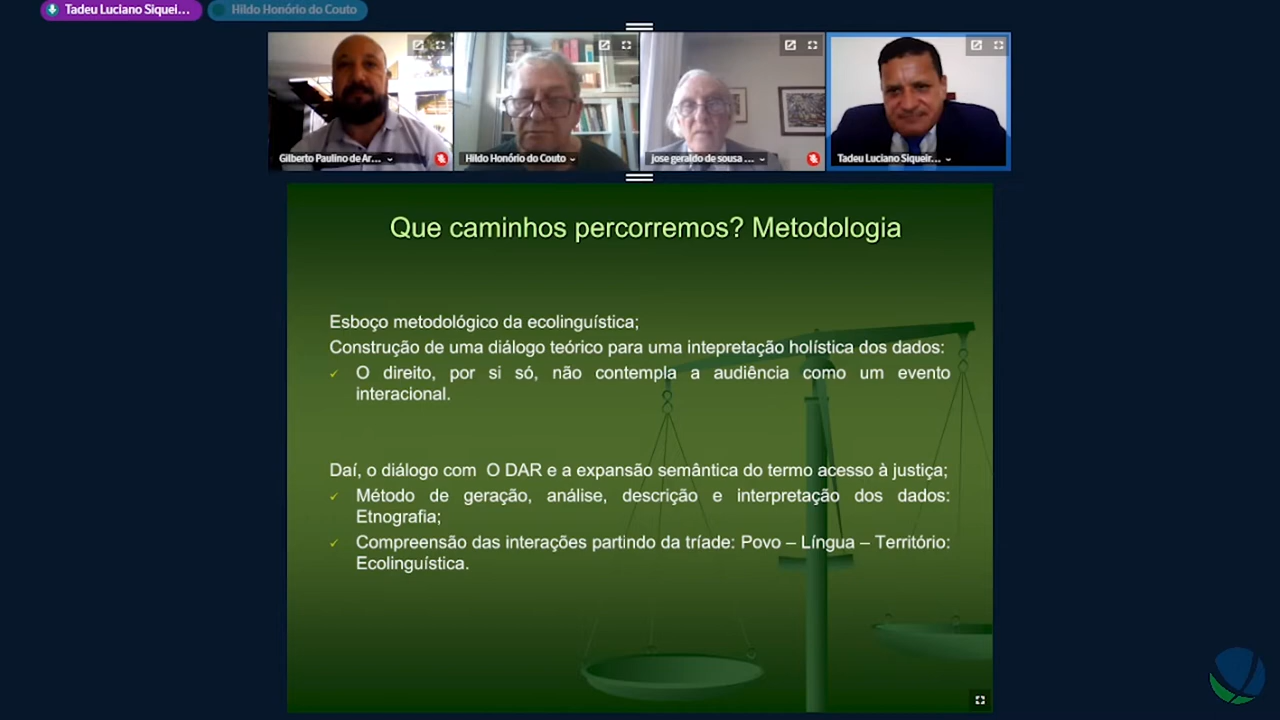 Tadeu Luciano Siquei...
Hildo Honório do Couto
Gilberto Paulino de Ar...
Hildo Honório do Couto
jose geraldo de sousa ...
Tadeu Luciano Siqueir...
Que caminhos percorremos? Metodologia
Esboço metodológico da ecolinguística;
Construção de uma diálogo teórico para uma intepretação holística dos dados:
✓ O direito, por si só, não contempla a audiência como um evento
interacional.
Daí, o diálogo com O DAR e a expansão semântica do termo acesso à justiça;
✓ Método de geração, análise, descrição e interpretação dos dados:
Etnografia;
✓ Compreensão das interações partindo da tríade: Povo – Língua – Território:
Ecolinguística.